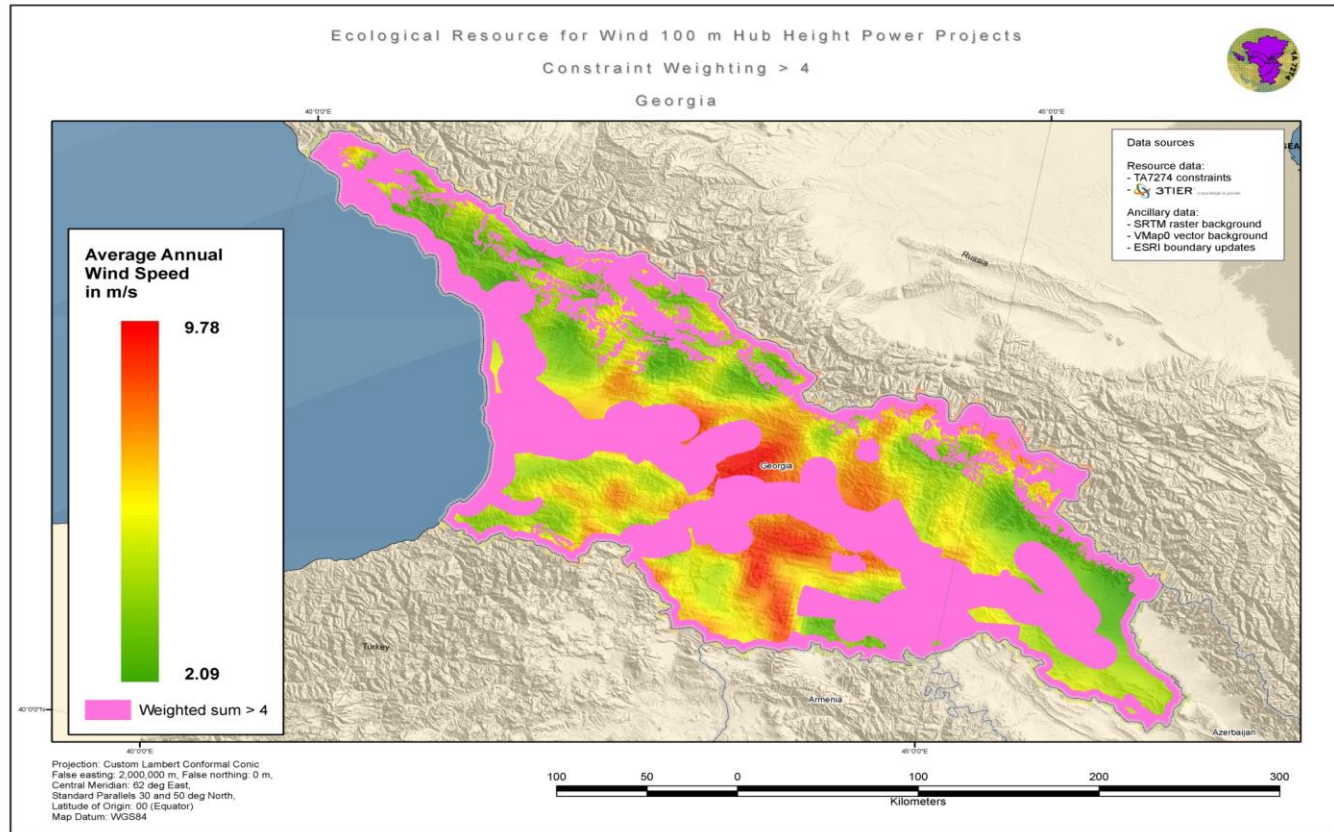 Ecological Resource for Wind 100 m Hub Height Power Projects
Constraint Weighting > 4
Georgia
TA 7274
40°0'0"E
45°0'0"E
Data sources
Resource data:
- TA7274 constraints
- 3TIER
Ancillary data:
- SRTM raster background
- VMap0 vector background
- ESRI boundary updates
SEA
Russia
Average Annual
Wind Speed
in m/s
9.78
2.09
Weighted sum > 4
Georgia
Turkey
Armenia
Azerbaijan
40°0'0"N
40°0'0"E
45°0'0"E
Projection: Custom Lambert Conformal Conic
False easting: 2,000,000 m, False northing: 0 m,
Central Meridian: 62 deg East,
Standard Parallels 30 and 50 deg North,
Latitude of Origin: 00 (Equator)
Map Datum: WGS84
100 50 0 100 200 300
Kilometers